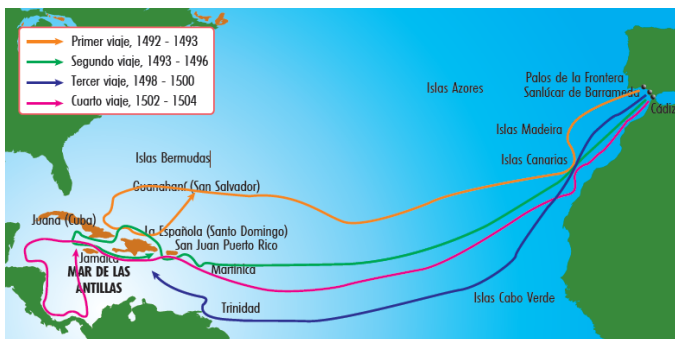 Primer viaje, 1492 - 1493
Segundo viaje, 1493 - 1496
Tercer viaje, 1498 - 1500
Cuarto viaje, 1502 - 1504
Palos de la Frontera
Sanlúcar de Barrameda
Cádiz
Islas Azores
Islas Madeira
Islas Canarias
Islas Bermudas
Guanahaní (San Salvador)
Juana (Cuba)
La Española (Santo Domingo)
San Juan Puerto Rico
Jamaica
MAR DE LAS
ANTILLAS
Martinica
Trinidad
Islas Cabo Verde